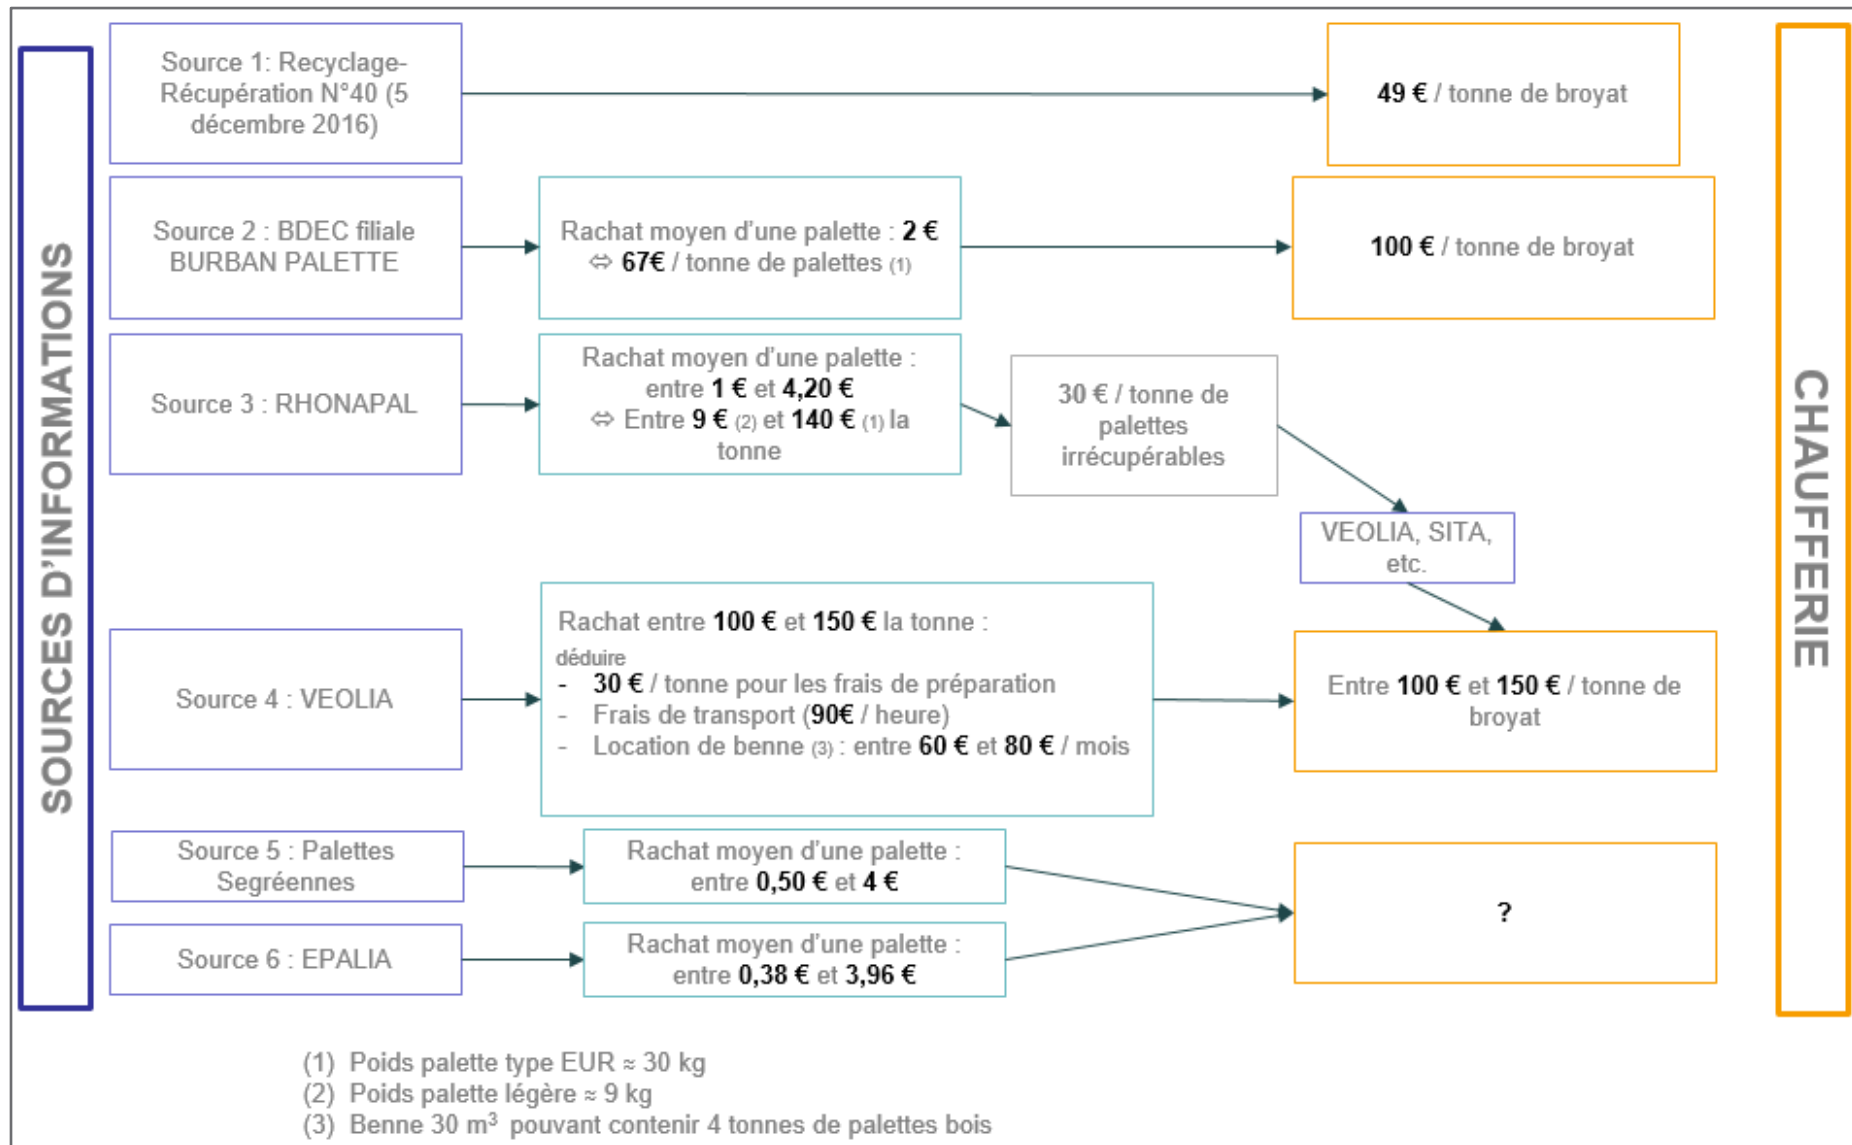 SOURCES D'INFORMATIONS
Source 1: Recyclage-
Récupération N°40 (5
décembre 2016)
49 € / tonne de broyat
Source 2 : BDEC filiale
BURBAN PALETTE
Rachat moyen d'une palette : 2 €
⇔ 67€ / tonne de palettes (1)
100 € / tonne de broyat
Source 3 : RHONAPAL
Rachat moyen d'une palette :
entre 1 € et 4,20 €
⇔ Entre 9 € (2) et 140 € (1) la
tonne
30 € / tonne de
palettes
irrécupérables
VEOLIA, SITA,
etc.
Source 4 : VEOLIA
Rachat entre 100 € et 150 € la tonne :
déduire
- 30 € / tonne pour les frais de préparation
- Frais de transport (90€ / heure)
- Location de benne (3) : entre 60 € et 80 € / mois
Entre 100 € et 150 € / tonne de
broyat
Source 5 : Palettes
Segréennes
Rachat moyen d'une palette :
entre 0,50 € et 4 €
Source 6 : EPALIA
Rachat moyen d'une palette :
entre 0,38 € et 3,96 €
?
CHAUFFERIE
(1) Poids palette type EUR ≈ 30 kg
(2) Poids palette légère ≈ 9 kg
(3) Benne 30 m³ pouvant contenir 4 tonnes de palettes bois